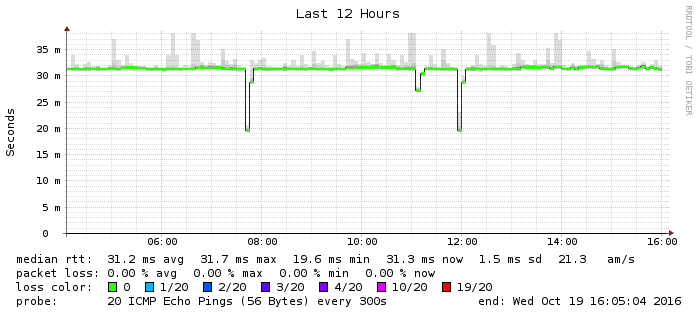 Last 12 Hours
RRDTOOL / TOBI OETIKER
Seconds
35 m
30 m
25 m
20 m
15 m
10 m
5 m
0
06:00 08:00 10:00 12:00 14:00 16:00
median rtt: 31.2 ms avg 31.7 ms max 19.6 ms min 31.3 ms now 1.5 ms sd 21.3 am/s
packet loss: 0.00 % avg 0.00 % max 0.00 % min 0.00 % now
loss color: 0 1/20 2/20 3/20 4/20 10/20 19/20
probe: 20 ICMP Echo Pings (56 Bytes) every 300s end: Wed Oct 19 16:05:04 2016